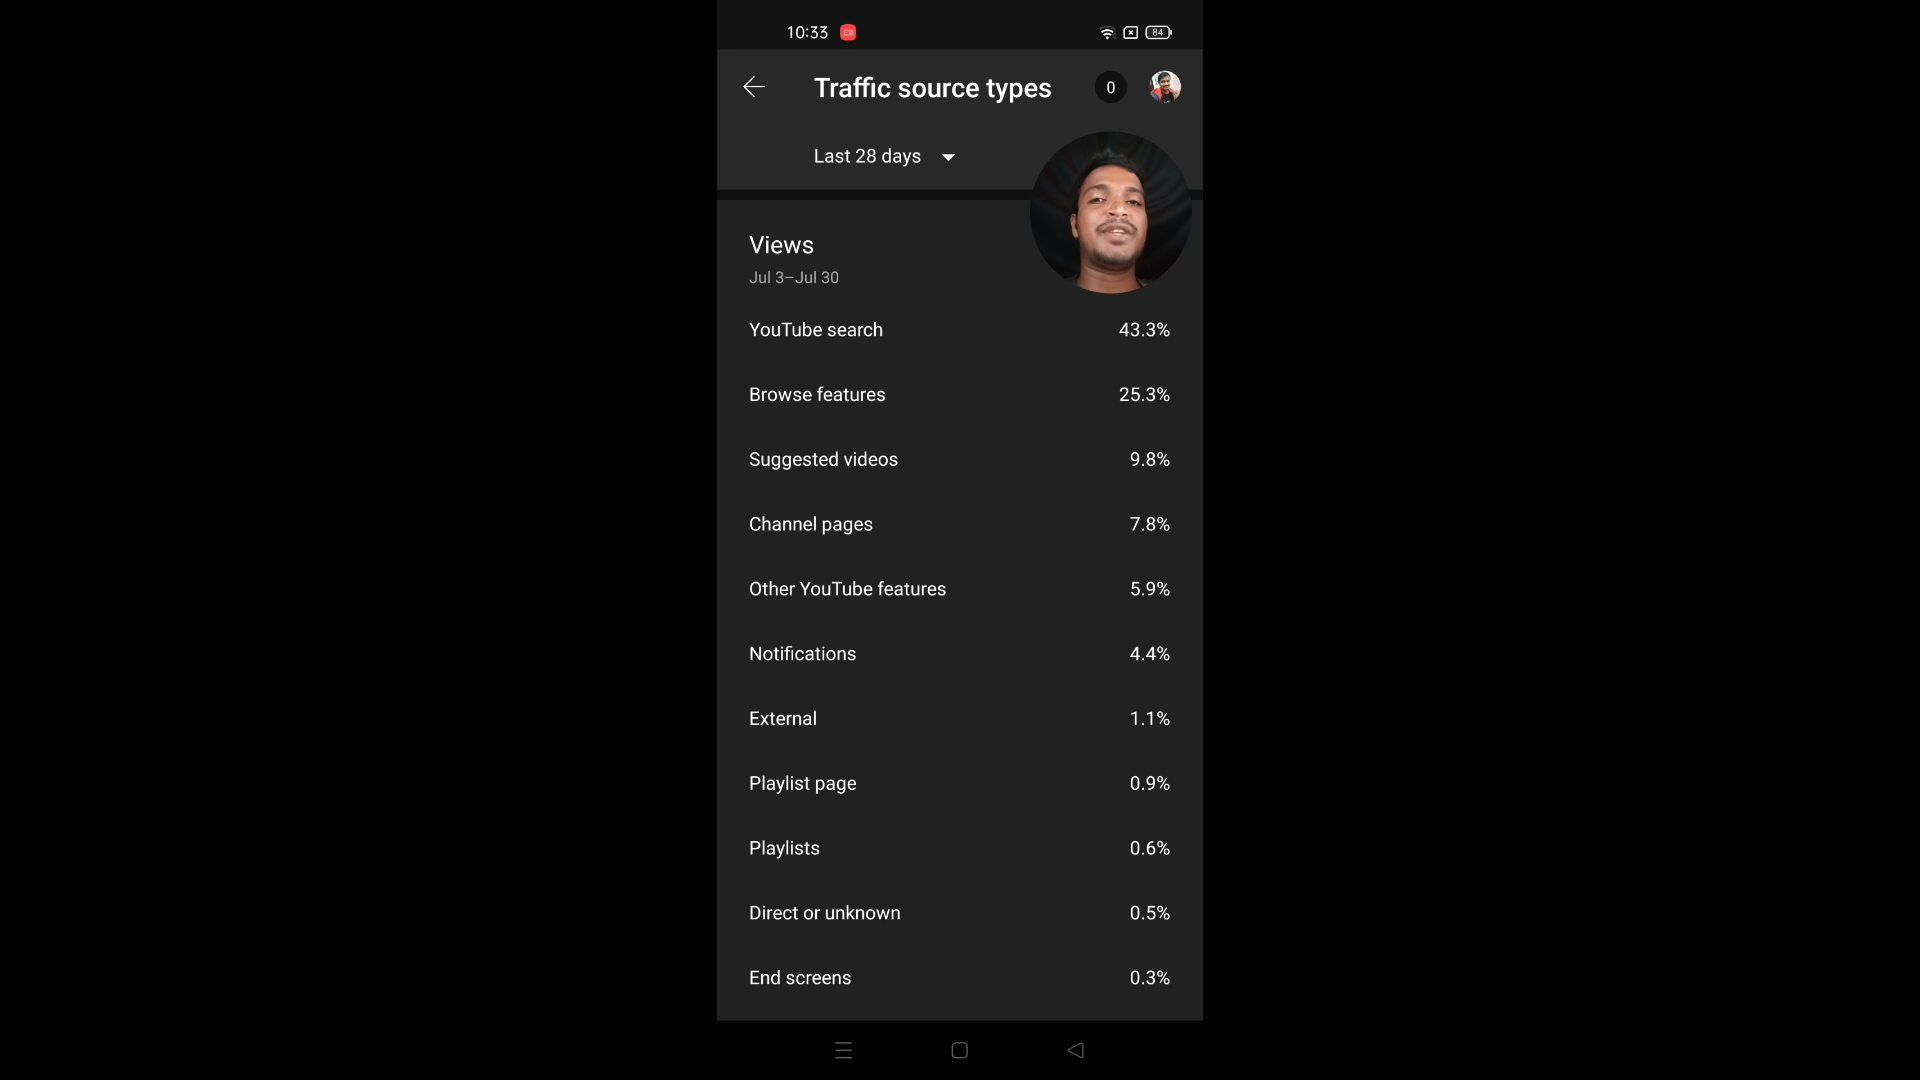 10:33
84
Traffic source types
0
Last 28 days
Views
Jul 3–Jul 30
YouTube search 43.3%
Browse features 25.3%
Suggested videos 9.8%
Channel pages 7.8%
Other YouTube features 5.9%
Notifications 4.4%
External 1.1%
Playlist page 0.9%
Playlists 0.6%
Direct or unknown 0.5%
End screens 0.3%